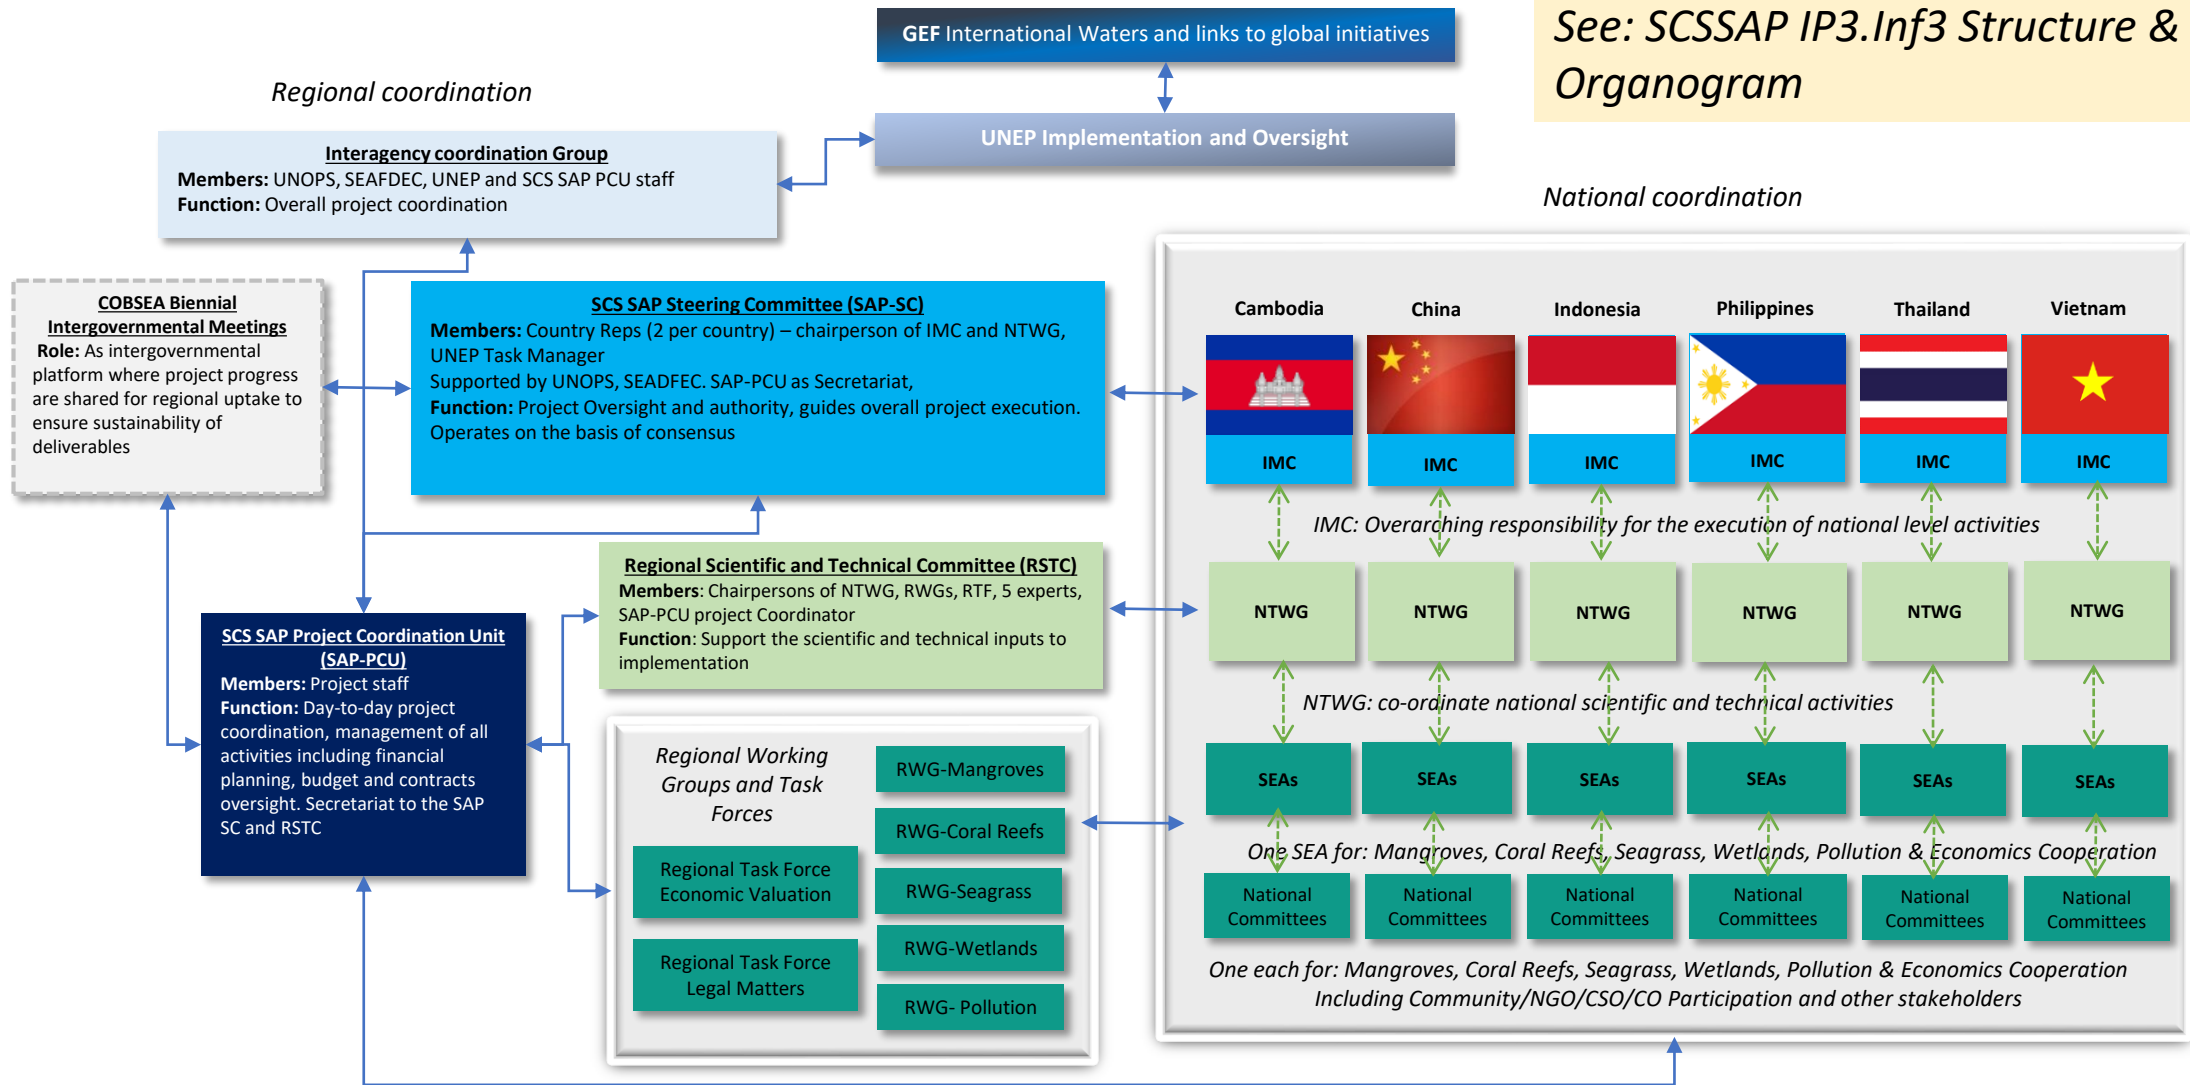 GEF International Waters and links to global initiatives
See: SCSSAP IP3.Inf3 Structure &
Organogram
Regional coordination
UNEP Implementation and Oversight
Interagency coordination Group
Members: UNOPS, SEAFDEC, UNEP and SCS SAP PCU staff
Function: Overall project coordination
National coordination
COBSEA Biennial
Intergovernmental Meetings
Role: As intergovernmental
platform where project progress
are shared for regional uptake to
ensure sustainability of
deliverables
SCS SAP Steering Committee (SAP-SC)
Members: Country Reps (2 per country) – chairperson of IMC and NTWG,
UNEP Task Manager
Supported by UNOPS, SEADFEC. SAP-PCU as Secretariat,
Function: Project Oversight and authority, guides overall project execution.
Operates on the basis of consensus
Cambodia
China
Indonesia
Philippines
Thailand
Vietnam
IMC
IMC
IMC
IMC
IMC
IMC
IMC: Overarching responsibility for the execution of national level activities
Regional Scientific and Technical Committee (RSTC)
Members: Chairpersons of NTWG, RWGs, RTF, 5 experts,
SAP-PCU project Coordinator
Function: Support the scientific and technical inputs to
implementation
NTWG
NTWG
NTWG
NTWG
NTWG
NTWG
NTWG: co-ordinate national scientific and technical activities
SCS SAP Project Coordination Unit
(SAP-PCU)
Members: Project staff
Function: Day-to-day project
coordination, management of all
activities including financial
planning, budget and contracts
oversight. Secretariat to the SAP
SC and RSTC
Regional Working
Groups and Task
Forces
Regional Task Force
Economic Valuation
Regional Task Force
Legal Matters
RWG-Mangroves
RWG-Coral Reefs
RWG-Seagrass
RWG-Wetlands
RWG- Pollution
SEAs
SEAs
SEAs
SEAs
SEAs
SEAs
One SEA for: Mangroves, Coral Reefs, Seagrass, Wetlands, Pollution & Economics Cooperation
National
Committees
National
Committees
National
Committees
National
Committees
National
Committees
National
Committees
One each for: Mangroves, Coral Reefs, Seagrass, Wetlands, Pollution & Economics Cooperation
Including Community/NGO/CSO/CO Participation and other stakeholders